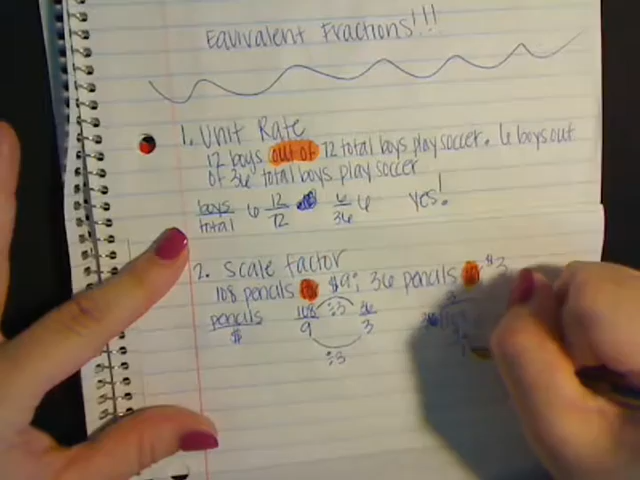 Equivalent Fractions!!!
1. Unit Rate
12 boys out of 72 total boys play soccer. 6 boys out
of 36 total boys play soccer
boys 6 12 6 6 yes!
total 72 36
2. Scale Factor
108 pencils for $9; 36 pencils for $3
pencils 108 ÷3 36
$ 9 3
÷3